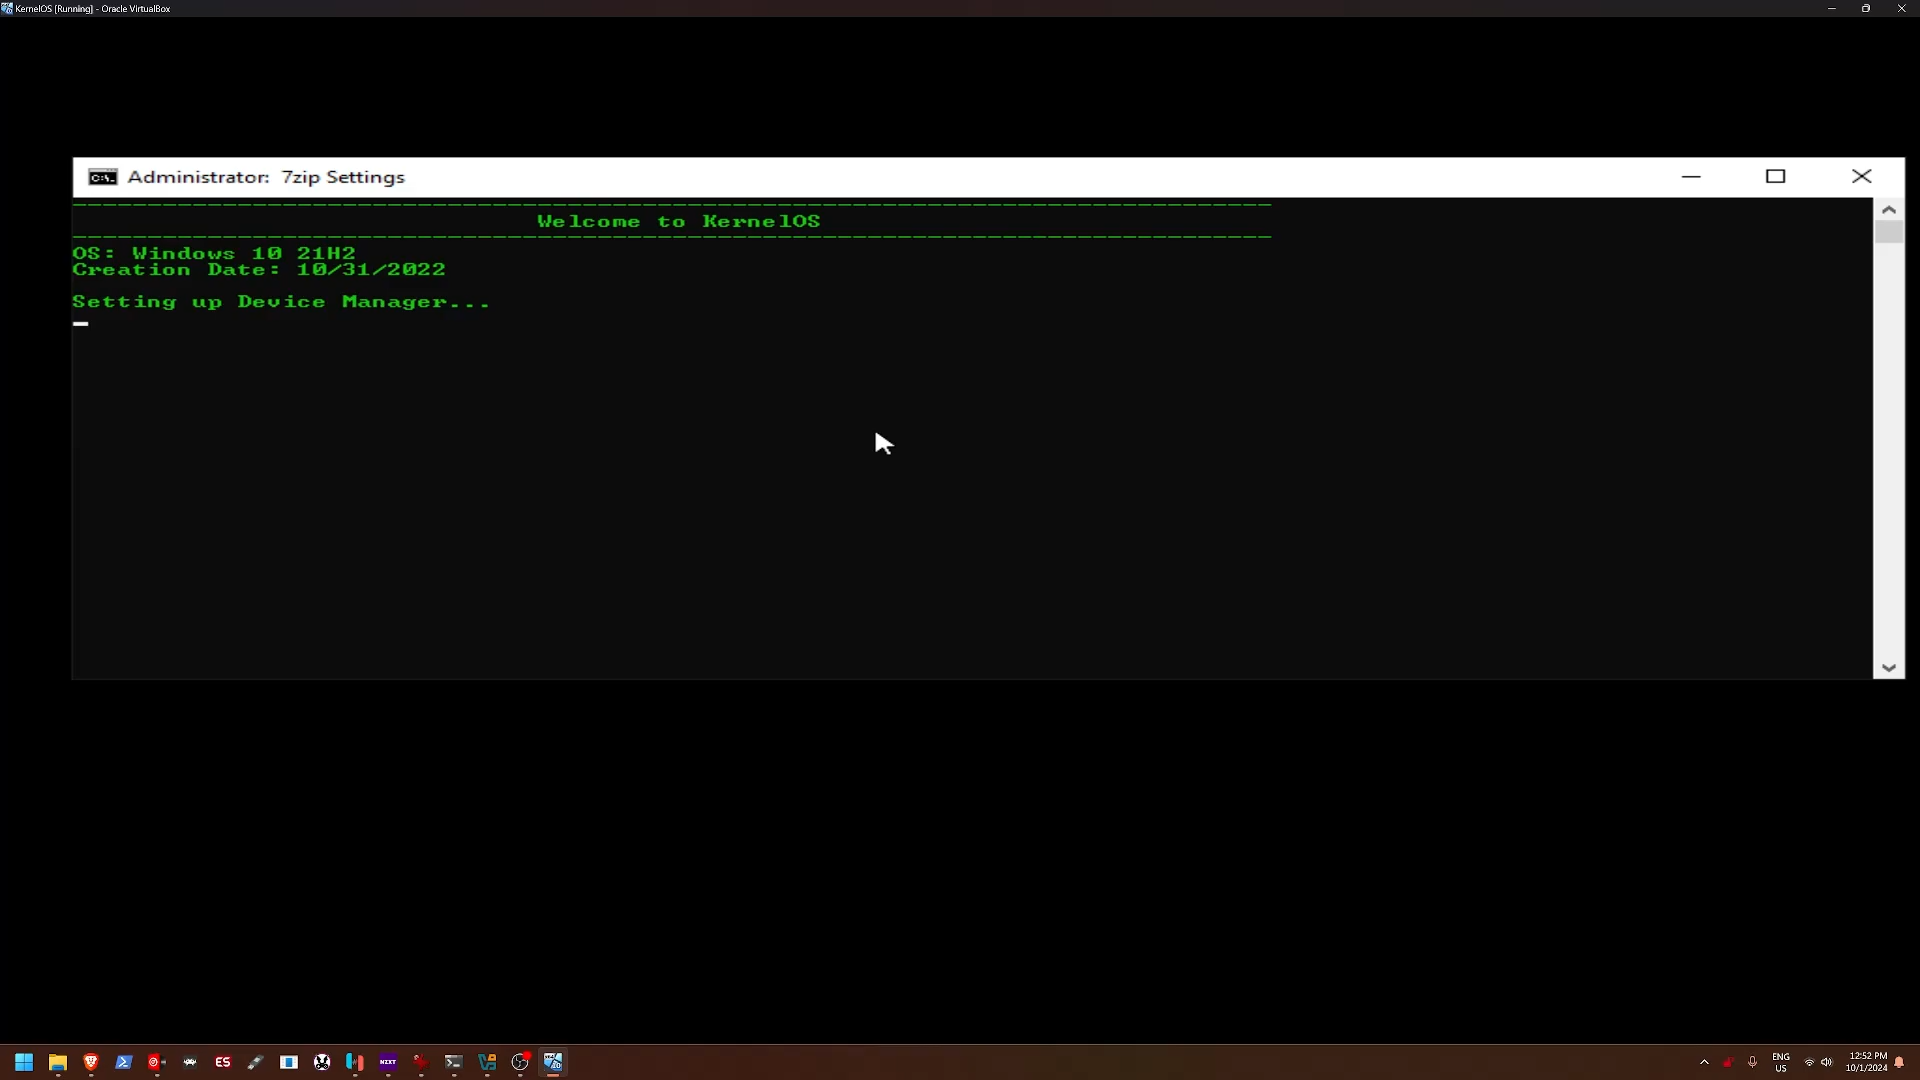 KernelOS [Running] - Oracle VirtualBox
Administrator:  7zip Settings
Welcome to KernelOS
OS: Windows 10 21H2
Creation Date: 10/31/2022
Setting up Device Manager...
ES
NZXT
ENG
US
12:52 PM
10/1/2024